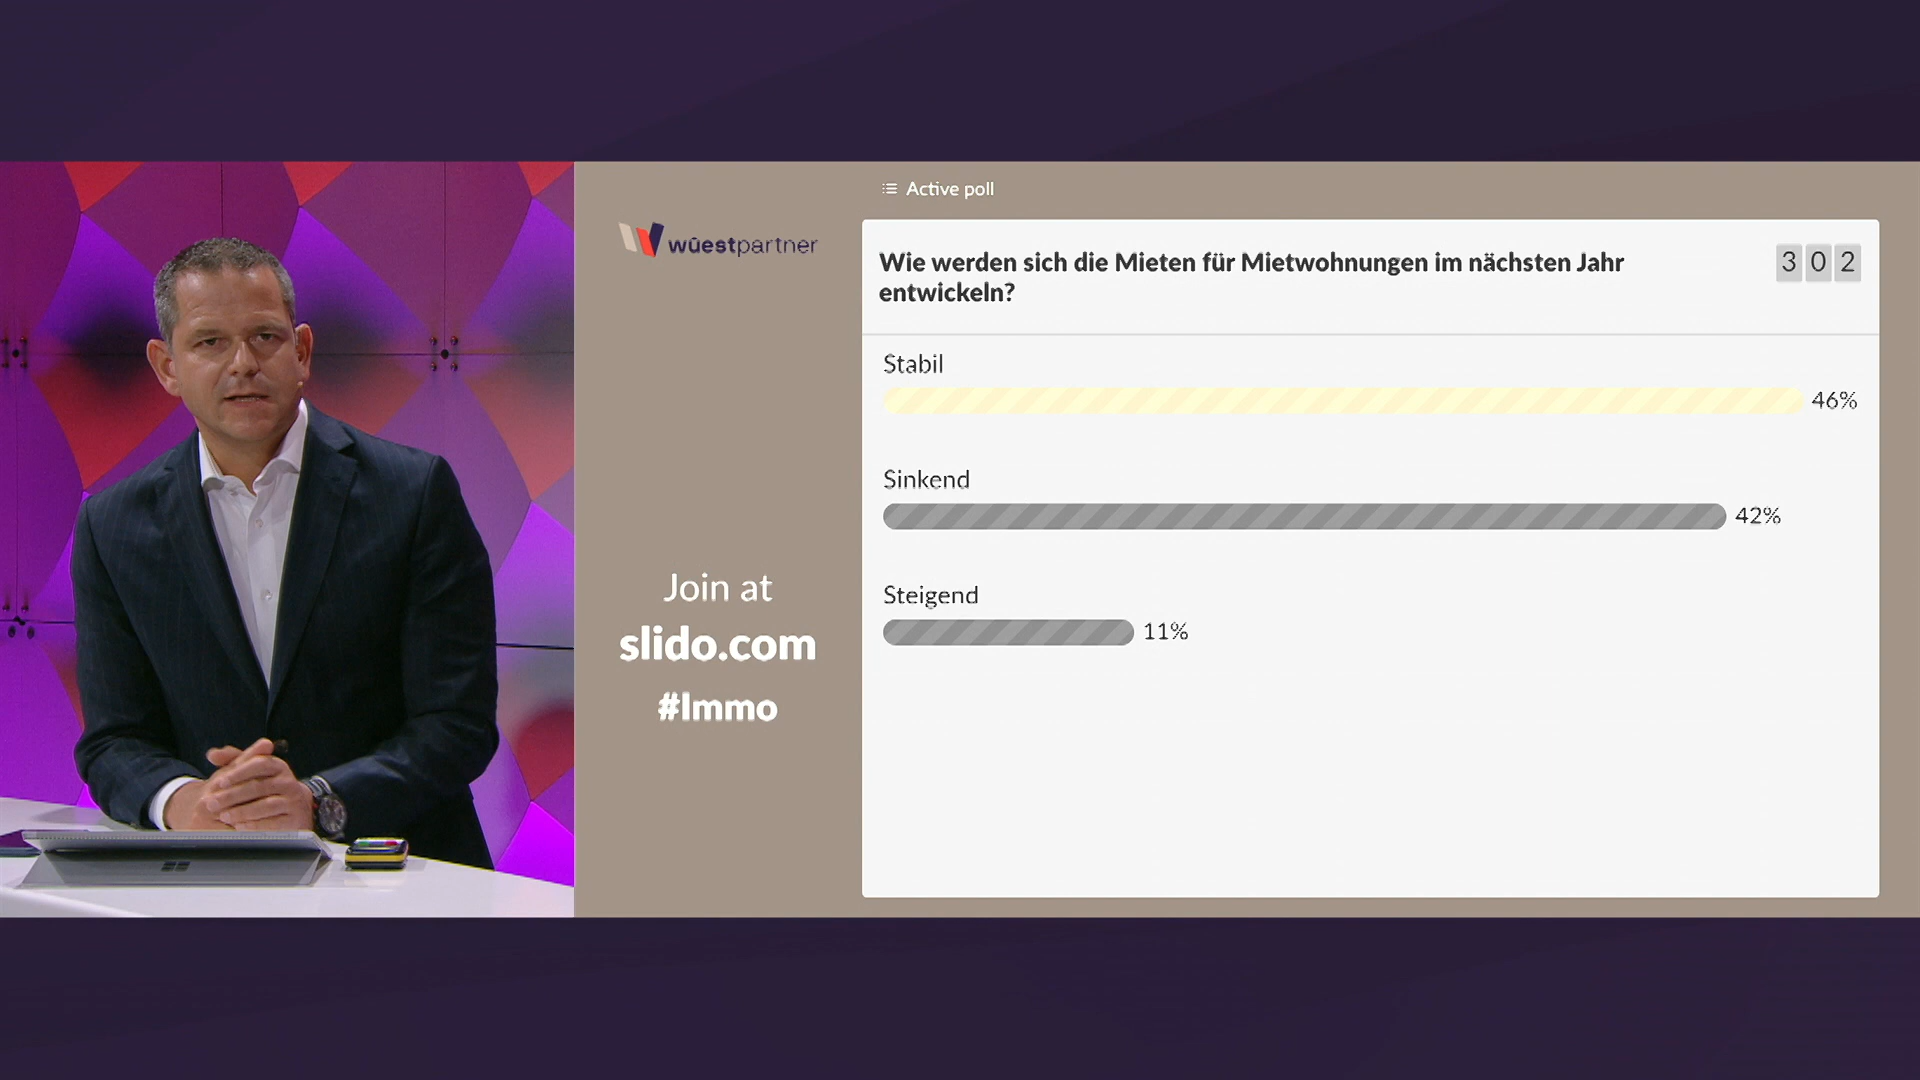 Active poll
wüestpartner
Wie werden sich die Mieten für Mietwohnungen im nächsten Jahr
entwickeln?
302
Stabil
46%
Sinkend
42%
Steigend
11%
Join at
slido.com
#Immo